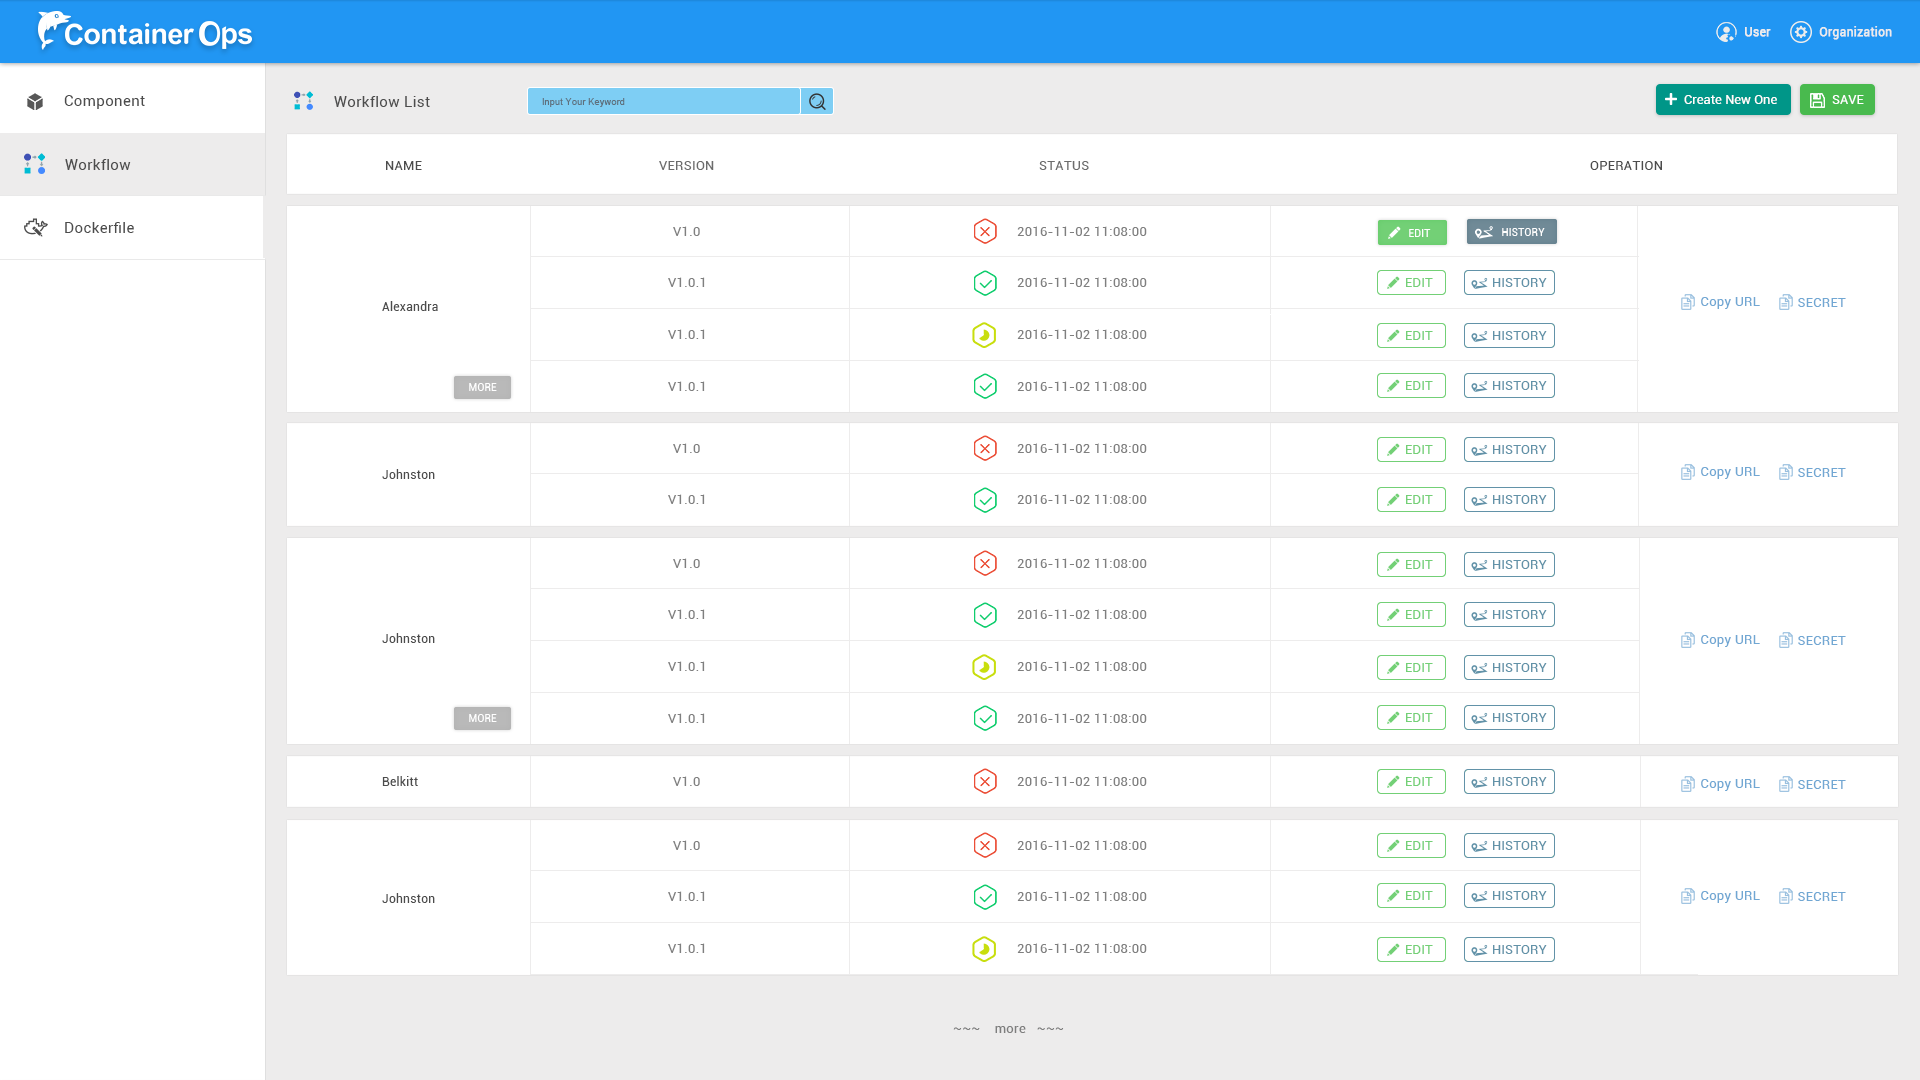 Container Ops
User
Organization
Component
Workflow
Dockerfile
Workflow List
Input Your Keyword
Create New One
SAVE
NAME VERSION STATUS OPERATION
Alexandra
MORE
V1.0 2016-11-02 11:08:00 EDIT HISTORY
V1.0.1 2016-11-02 11:08:00 EDIT HISTORY
V1.0.1 2016-11-02 11:08:00 EDIT HISTORY
V1.0.1 2016-11-02 11:08:00 EDIT HISTORY
Copy URL SECRET
Johnston
V1.0 2016-11-02 11:08:00 EDIT HISTORY
V1.0.1 2016-11-02 11:08:00 EDIT HISTORY
Copy URL SECRET
Johnston
MORE
V1.0 2016-11-02 11:08:00 EDIT HISTORY
V1.0.1 2016-11-02 11:08:00 EDIT HISTORY
V1.0.1 2016-11-02 11:08:00 EDIT HISTORY
V1.0.1 2016-11-02 11:08:00 EDIT HISTORY
Copy URL SECRET
Belkitt
V1.0 2016-11-02 11:08:00 EDIT HISTORY
Copy URL SECRET
Johnston
V1.0 2016-11-02 11:08:00 EDIT HISTORY
V1.0.1 2016-11-02 11:08:00 EDIT HISTORY
V1.0.1 2016-11-02 11:08:00 EDIT HISTORY
Copy URL SECRET
~~~ more ~~~